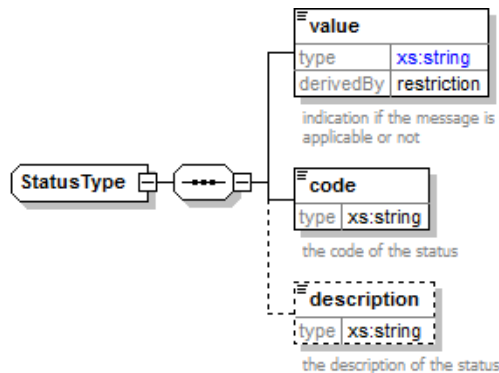 value
type xs:string
derivedBy restriction
indication if the message is
applicable or not
StatusType
code
type xs:string
the code of the status
description
type xs:string
the description of the status